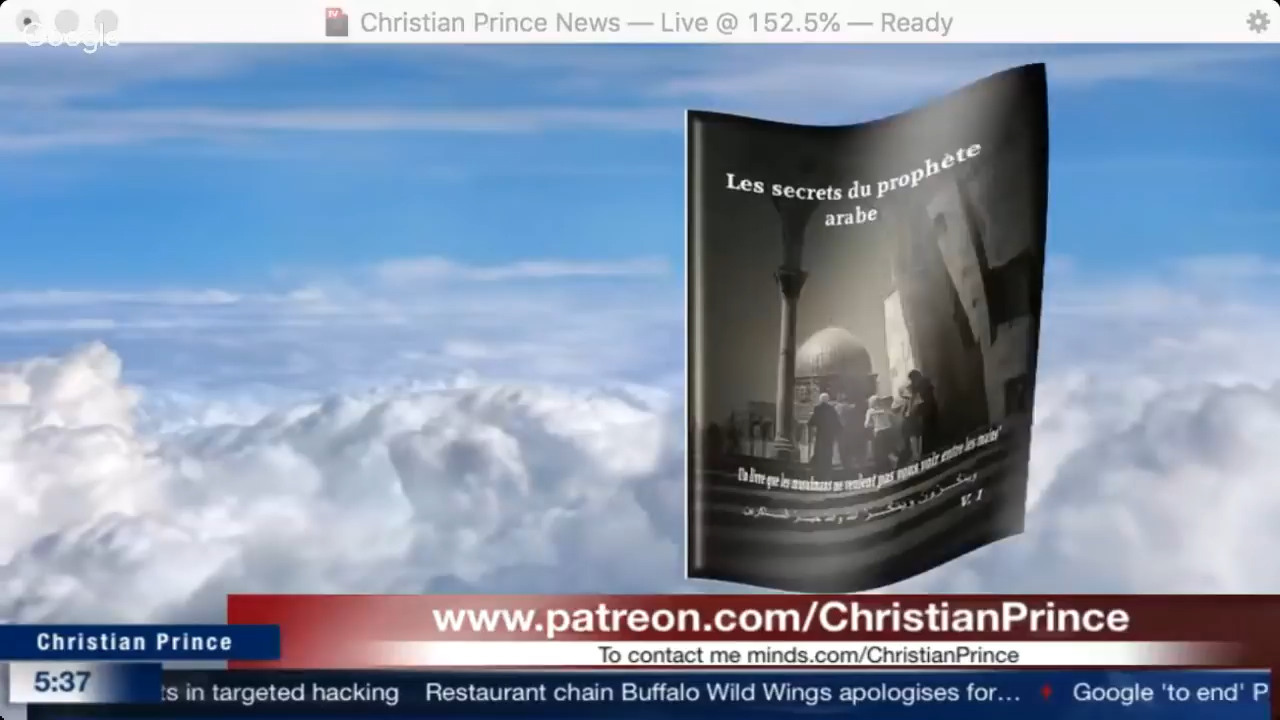 Christian Prince News — Live @ 152.5% — Ready
Google
Les secrets du prophète
arabe
Un livre que les musulmans ne veulent pas vous voir entre les mains"
V. 1
www.patreon.com/ChristianPrince
Christian Prince
To contact me minds.com/ChristianPrince
5:37
ts in targeted hacking Restaurant chain Buffalo Wild Wings apologises for… Google 'to end' P